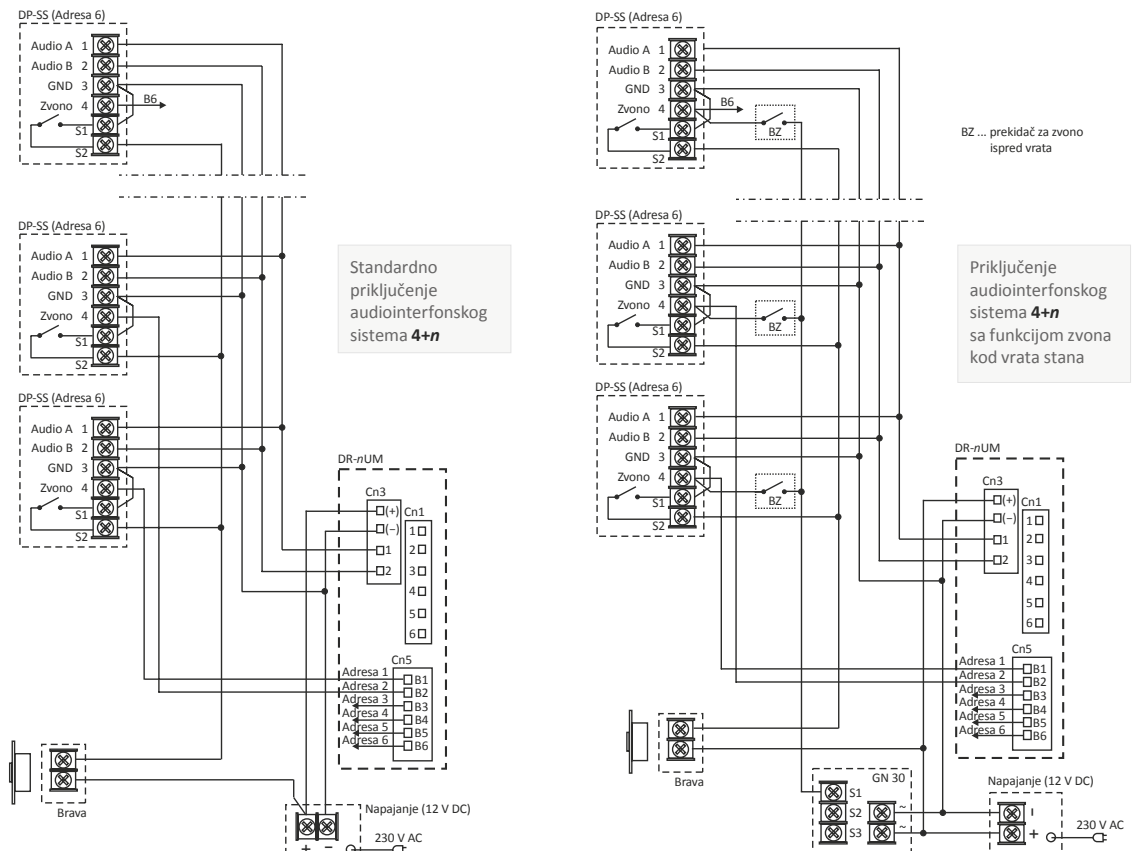 DP-SS (Adresa 6)
Audio A 1
Audio B 2
GND 3
Zvono 4
B6
S1
S2
DP-SS (Adresa 6)
Audio A 1
Audio B 2
GND 3
Zvono 4
S1
S2
Standardno
priključenje
audiointerfonskog
sistema 4+n
DP-SS (Adresa 6)
Audio A 1
Audio B 2
GND 3
Zvono 4
S1
S2
DR-nUM
Cn3
(+)
(−)
1
2
Cn1
1
2
3
4
5
6
Cn5
Adresa 1 B1
Adresa 2 B2
Adresa 3 B3
Adresa 4 B4
Adresa 5 B5
Adresa 6 B6
Brava
Napajanje (12 V DC)
+ −
230 V AC
DP-SS (Adresa 6)
Audio A 1
Audio B 2
GND 3
Zvono 4
B6
S1
S2
BZ
BZ ... prekidač za zvono
ispred vrata
DP-SS (Adresa 6)
Audio A 1
Audio B 2
GND 3
Zvono 4
S1
S2
BZ
Priključenje
audiointerfonskog
sistema 4+n
sa funkcijom zvona
kod vrata stana
DP-SS (Adresa 6)
Audio A 1
Audio B 2
GND 3
Zvono 4
S1
S2
BZ
DR-nUM
Cn3
(+)
(−)
1
2
Cn1
1
2
3
4
5
6
Cn5
Adresa 1 B1
Adresa 2 B2
Adresa 3 B3
Adresa 4 B4
Adresa 5 B5
Adresa 6 B6
Brava
GN 30
S1
S2 ~
S3 ~
Napajanje (12 V DC)
−
+
230 V AC